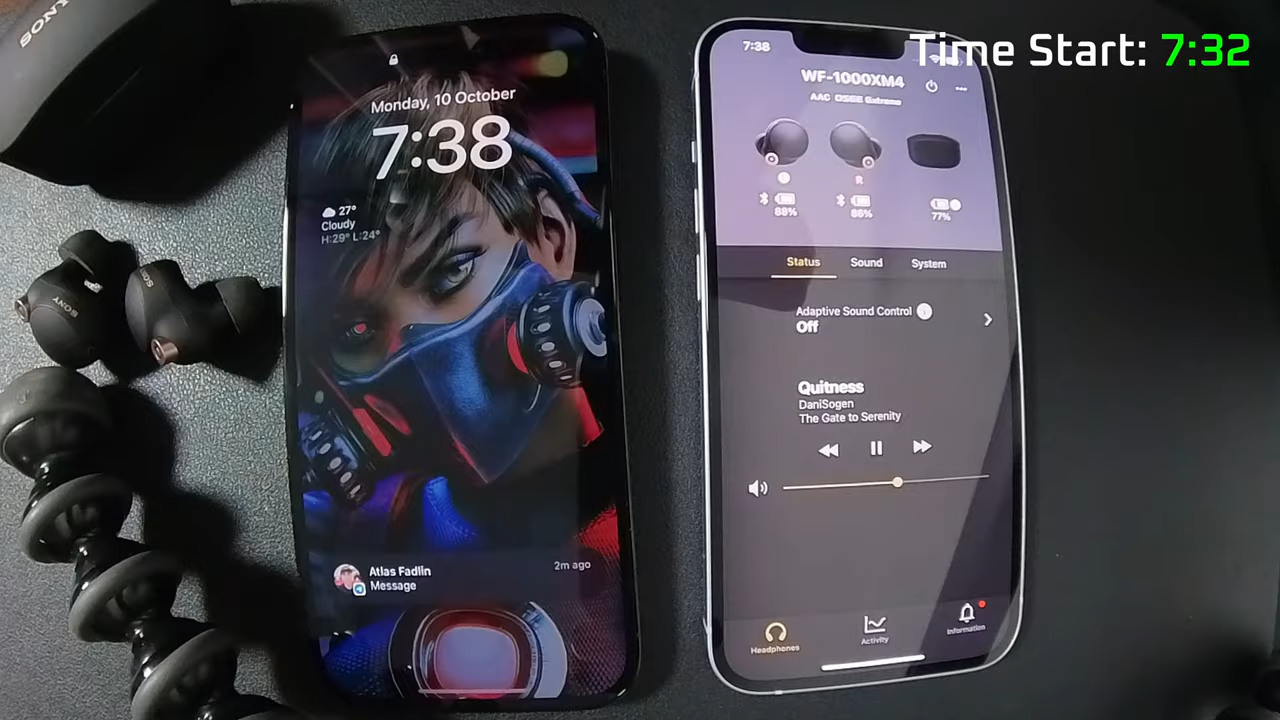 SONY
SONY
SONY
Monday, 10 October
7:38
27°
Cloudy
H:29° L:24°
Atlas Fadlin
2m ago
Message
Time Start: 7:32
7:38
WF-1000XM4
AAC DSEE Extreme
R
88%
86%
77%
Status
Sound
System
Adaptive Sound Control
Off
Quitness
DaniSogen
The Gate to Serenity
Headphones
Activity
Information